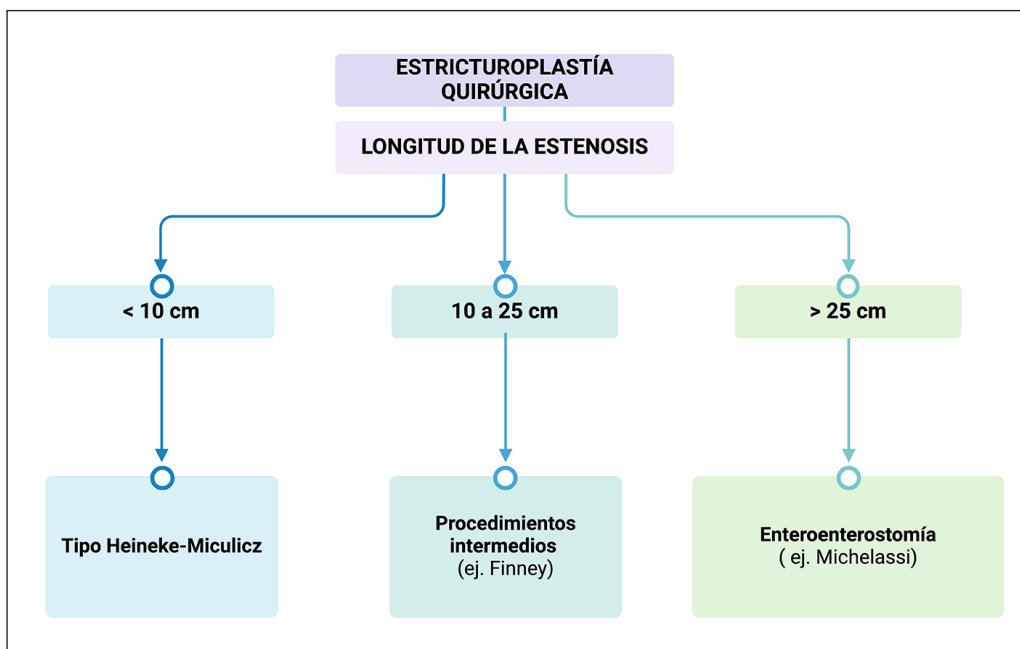 ESTRICTUROPLASTÍA
QUIRÚRGICA
LONGITUD DE LA ESTENOSIS
< 10 cm
10 a 25 cm
> 25 cm
Tipo Heineke-Miculicz
Procedimientos
intermedios
(ej. Finney)
Enteroenterostomía
( ej. Michelassi)